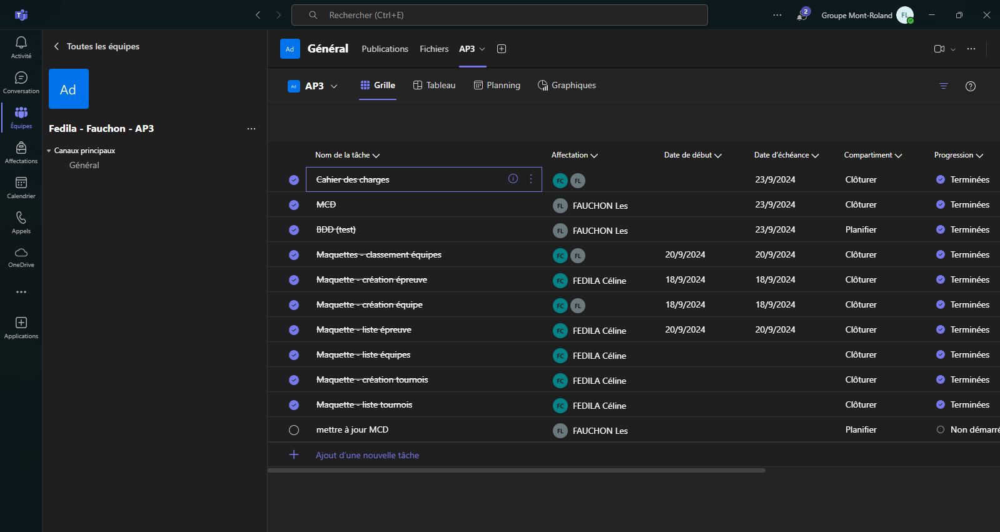 Rechercher (Ctrl+E)
2
Groupe Mont-Roland
FL
Activité
Conversation
Équipes
Affectations
Calendrier
Appels
OneDrive
Applications
Toutes les équipes
Ad
Fedila - Fauchon - AP3
Canaux principaux
Général
Ad
Général
Publications
Fichiers
AP3
Ad
AP3
Grille
Tableau
Planning
Graphiques
Nom de la tâche Affectation Date de début Date d'échéance Compartiment Progression
Cahier des charges FC FL 23/9/2024 Clôturer Terminées
MCD FL FAUCHON Les 23/9/2024 Clôturer Terminées
BDD (test) FL FAUCHON Les 23/9/2024 Planifier Terminées
Maquettes - classement équipes FC FL 20/9/2024 20/9/2024 Clôturer Terminées
Maquette - création épreuve FC FEDILA Céline 18/9/2024 18/9/2024 Clôturer Terminées
Maquette - création équipe FC FL 18/9/2024 18/9/2024 Clôturer Terminées
Maquette - liste épreuve FC FEDILA Céline 20/9/2024 20/9/2024 Clôturer Terminées
Maquette - liste équipes FC FEDILA Céline Clôturer Terminées
Maquette - création tournois FC FEDILA Céline Clôturer Terminées
Maquette - liste tournois FC FEDILA Céline Clôturer Terminées
mettre à jour MCD FL FAUCHON Les Planifier Non démarré
Ajout d'une nouvelle tâche